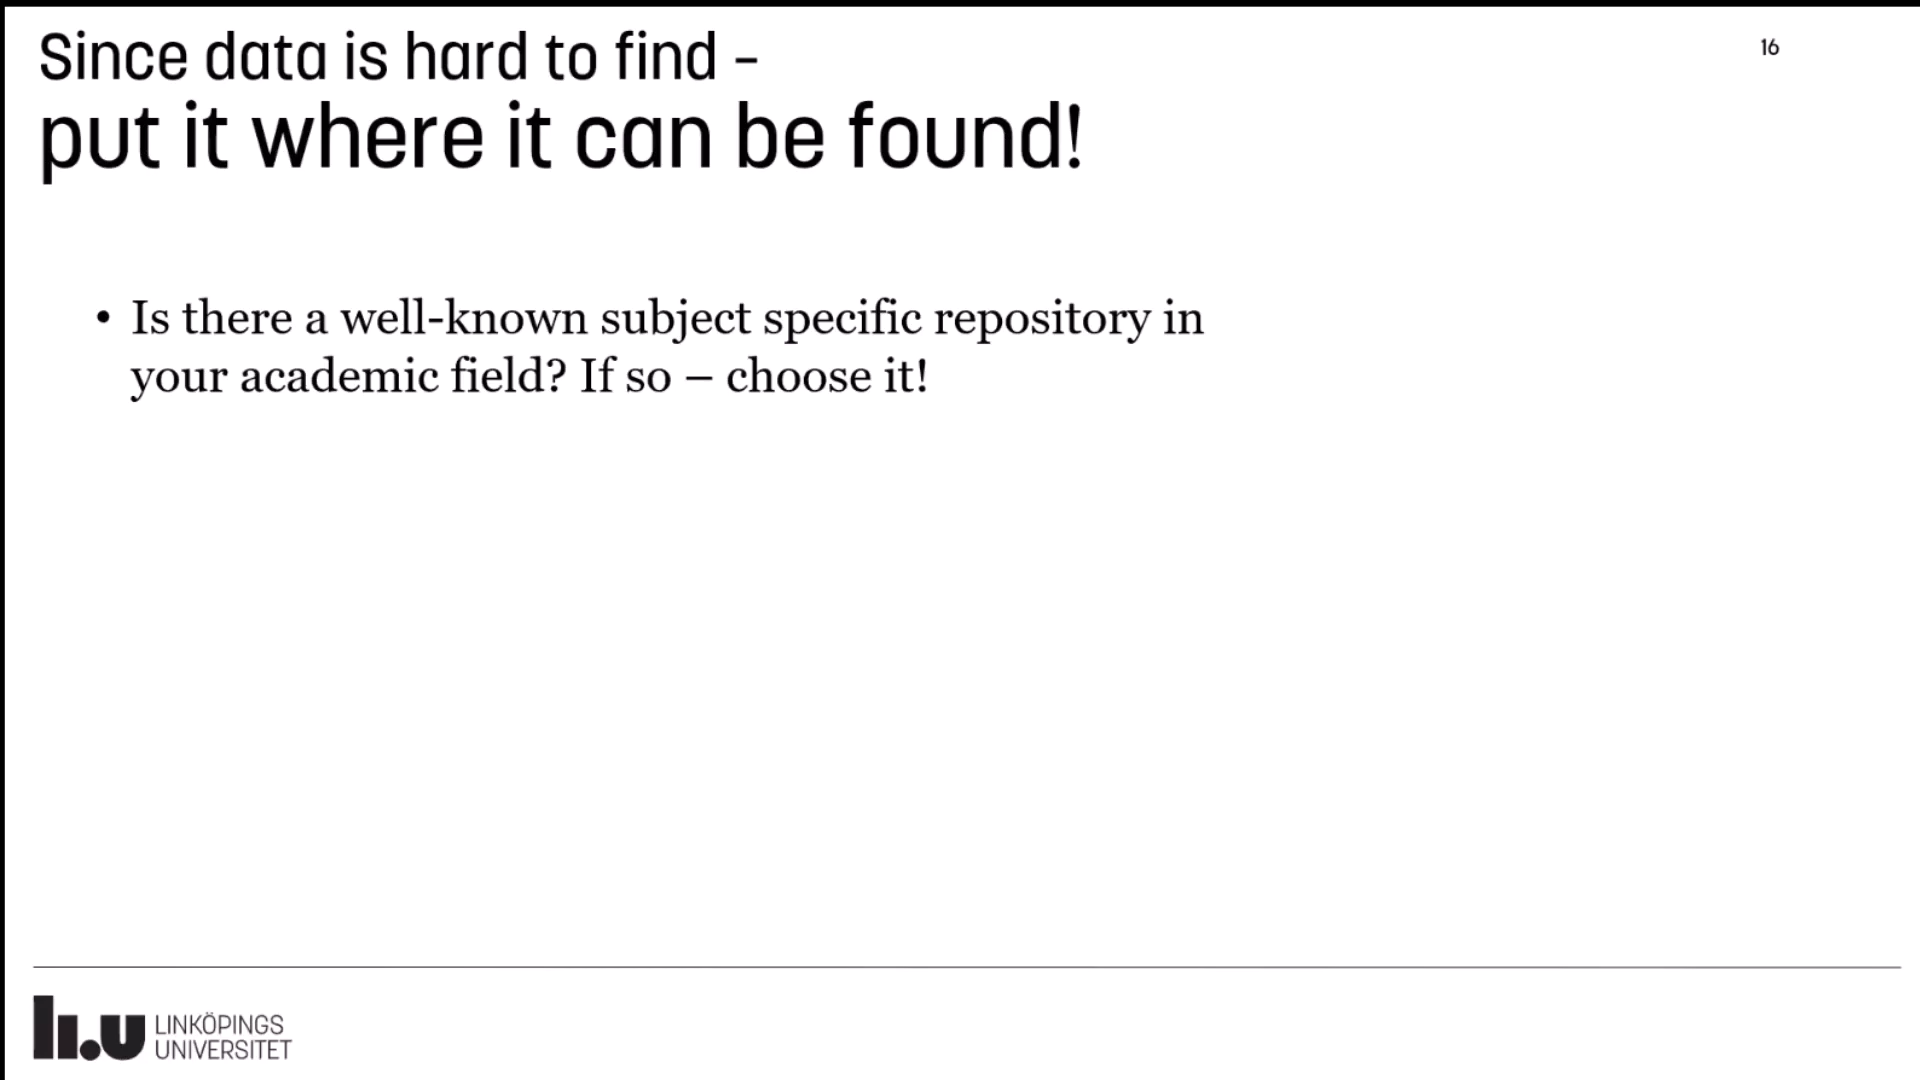 Since data is hard to find –
put it where it can be found!
16
• Is there a well-known subject specific repository in
your academic field? If so – choose it!
li.u
LINKÖPINGS
UNIVERSITET